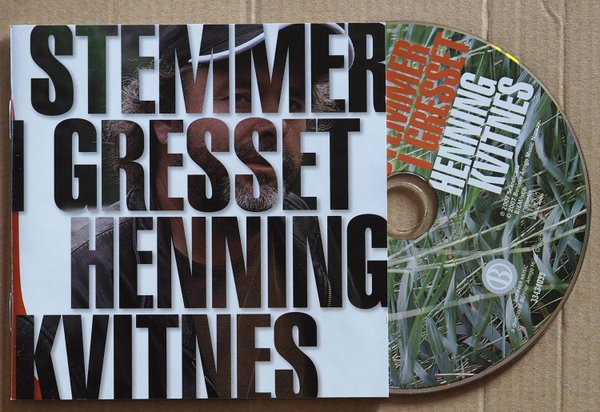 STEMMER
I GRESSET
HENNING
KVITNES
STEMMER
I GRESSET
HENNING
KVITNES
B